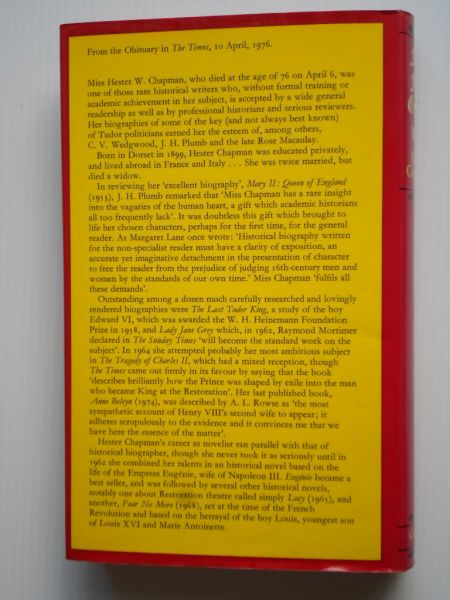 From the Obituary in The Times, 10 April, 1976.
Miss Hester W. Chapman, who died at the age of 76 on April 6, was
one of those rare historical writers who, without formal training or
academic achievement in her subject, is accepted by a wide general
readership as well as by professional historians and serious reviewers.
Her biographies of some of the key (and not always best known)
of Tudor politicians earned her the esteem of, among others,
C. V. Wedgwood, J. H. Plumb and the late Rose Macaulay.
Born in Dorset in 1899, Hester Chapman was educated privately,
and lived abroad in France and Italy . . . She was twice married, but
died a widow.
In reviewing her 'excellent biography', Mary II: Queen of England
(1953), J. H. Plumb remarked that 'Miss Chapman has a rare insight
into the vagaries of the human heart, a gift which academic historians
all too frequently lack'. It was doubtless this gift which brought to
life her chosen characters, perhaps for the first time, for the general
reader. As Margaret Lane once wrote: 'Historical biography written
for the non-specialist reader must have a clarity of exposition, an
accurate yet imaginative detachment in the presentation of character
to free the reader from the prejudice of judging 16th-century men and
women by the standards of our own time.' Miss Chapman 'fulfils all
these demands'.
Outstanding among a dozen much carefully researched and lovingly
rendered biographies were The Last Tudor King, a study of the boy
Edward VI, which was awarded the W. H. Heinemann Foundation
Prize in 1958, and Lady Jane Grey which, in 1962, Raymond Mortimer
declared in The Sunday Times 'will become the standard work on the
subject'. In 1964 she attempted probably her most ambitious subject
in The Tragedy of Charles II, which had a mixed reception, though
The Times came out firmly in its favour by saying that the book
'describes brilliantly how the Prince was shaped by exile into the man
who became King at the Restoration'. Her last published book,
Anne Boleyn (1974), was described by A. L. Rowse as 'the most
sympathetic account of Henry VIII's second wife to appear; it
adheres scrupulously to the evidence and it convinces me that we
have here the essence of the matter'.
Hester Chapman's career as novelist ran parallel with that of
historical biographer, though she never took it as seriously until in
1962 she combined her talents in an historical novel based on the
life of the Empress Eugénie, wife of Napoleon III. Eugénie became a
best seller, and was followed by several other historical novels,
notably one about Restoration theatre called simply Lucy (1965), and
another, Fear No More (1968), set at the time of the French
Revolution and based on the betrayal of the boy Louis, youngest son
of Louis XVI and Marie Antoinette.